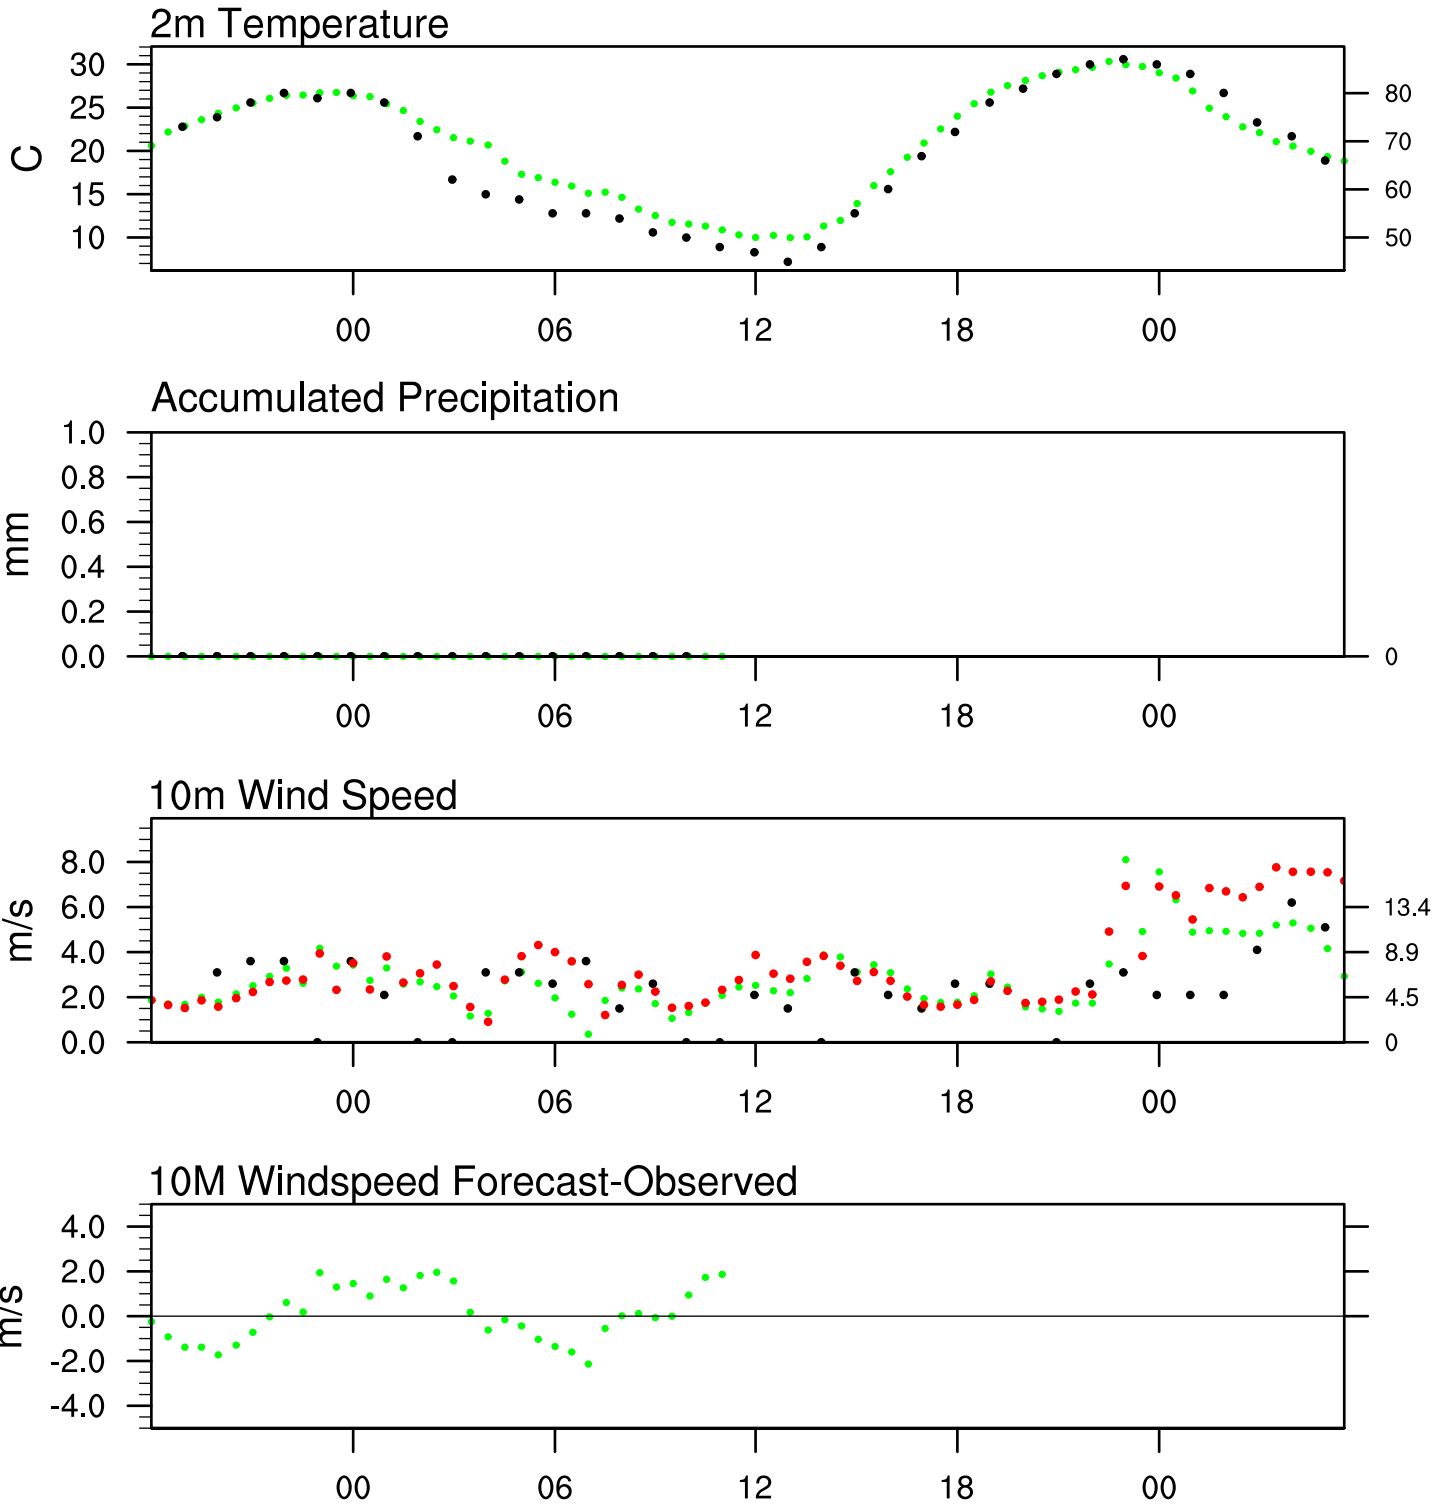 2m Temperature
30
25
20
15
10
C
80
70
60
50
00 06 12 18 00
Accumulated Precipitation
1.0
0.8
0.6
0.4
0.2
0.0
mm
0
00 06 12 18 00
10m Wind Speed
8.0
6.0
4.0
2.0
0.0
m/s
13.4
8.9
4.5
0
00 06 12 18 00
10M Windspeed Forecast-Observed
4.0
2.0
0.0
-2.0
-4.0
m/s
00 06 12 18 00